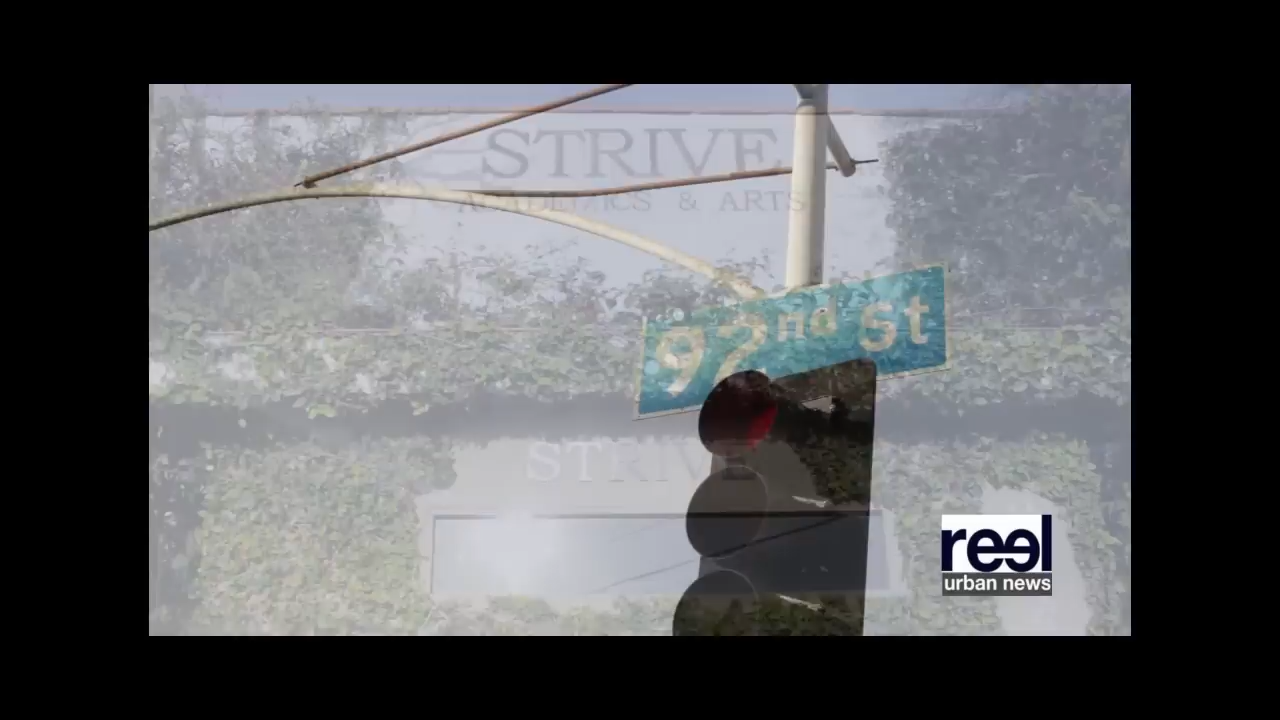 STRIVE
ACADEMICS & ARTS
92nd St
STRIVE
reel
urban news